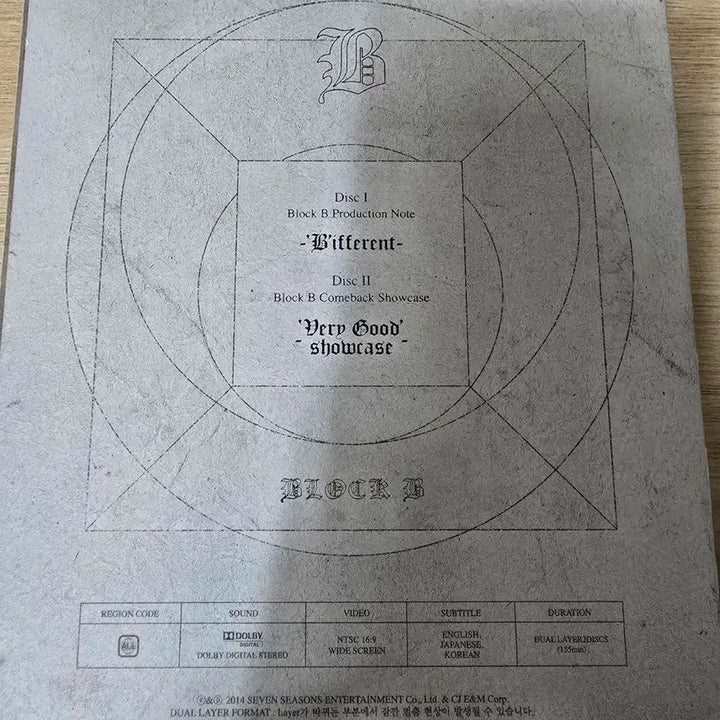 B
Disc I
Block B Production Note
-'B'ifferent-
Disc II
Block B Comeback Showcase
'Very Good'
- showcase -
BLOCK B
REGION CODE SOUND VIDEO SUBTITLE DURATION
ALL DOLBY DIGITAL DOLBY DIGITAL STEREO NTSC 16:9 WIDE SCREEN ENGLISH, JAPANESE, KOREAN DUAL LAYER2DISCS (155min)
ⓒ&ⓟ 2014 SEVEN SEASONS ENTERTAINMENT Co., Ltd. & CJ E&M Corp.
DUAL LAYER FORMAT : Layer가 바뀌는 부분에서 잠깐 멈춤 현상이 발생될 수 있습니다.